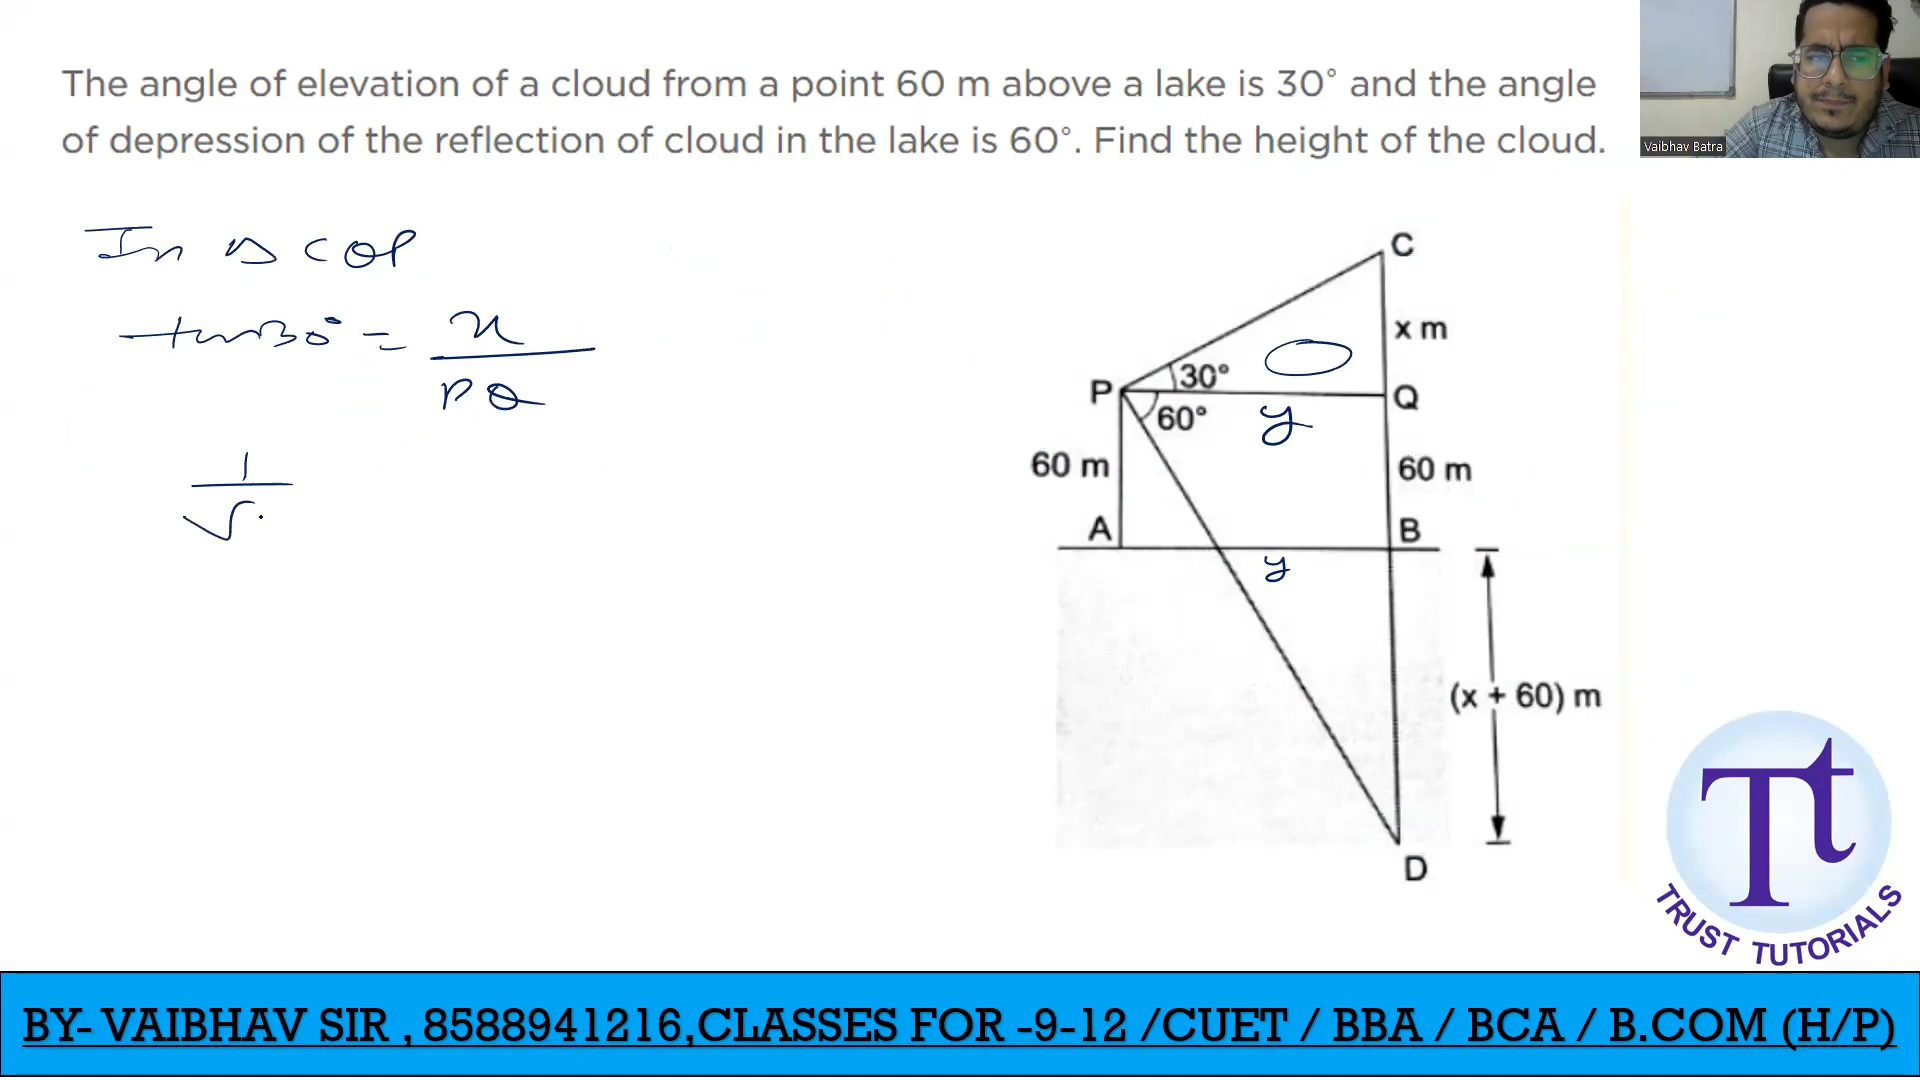 The angle of elevation of a cloud from a point 60 m above a lake is 30° and the angle
of depression of the reflection of cloud in the lake is 60°. Find the height of the cloud.
Vaibhav Batra
In Δ CQP
tan30° = x
PQ
1
√
C
x m
30°
P
Q
60°
y
60 m
60 m
A
B
y
(x + 60) m
D
Tt
TRUST TUTORIALS
BY- VAIBHAV SIR , 8588941216,CLASSES FOR -9-12 /CUET / BBA / BCA / B.COM (H/P)